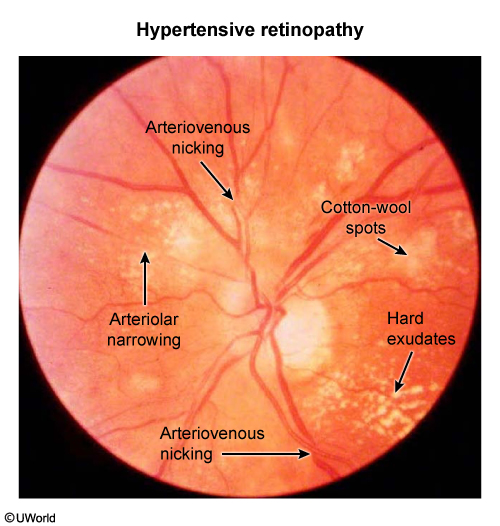 Hypertensive retinopathy
Arteriovenous
nicking
Cotton-wool
spots
Arteriolar
narrowing
Hard
exudates
Arteriovenous
nicking
©UWorld